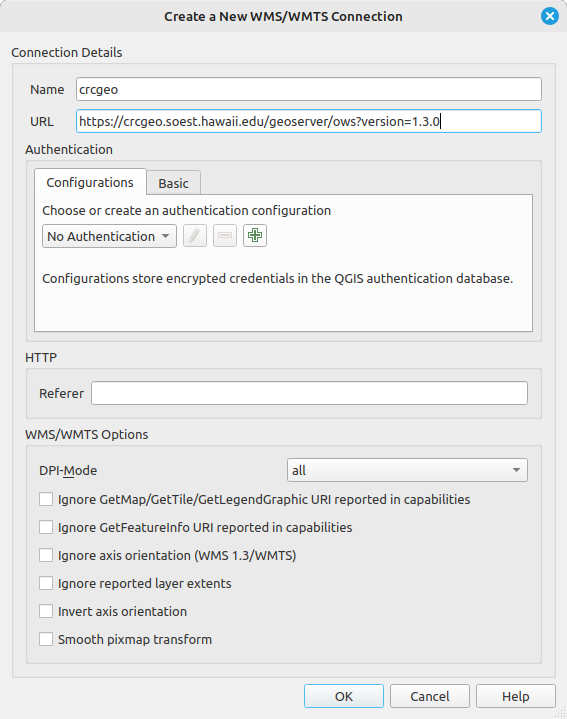 Create a New WMS/WMTS Connection
Connection Details
Name crcgeo
URL https://crcgeo.soest.hawaii.edu/geoserver/ows?version=1.3.0
Authentication
Configurations Basic
Choose or create an authentication configuration
No Authentication
Configurations store encrypted credentials in the QGIS authentication database.
HTTP
Referer
WMS/WMTS Options
DPI-Mode all
Ignore GetMap/GetTile/GetLegendGraphic URI reported in capabilities
Ignore GetFeatureInfo URI reported in capabilities
Ignore axis orientation (WMS 1.3/WMTS)
Ignore reported layer extents
Invert axis orientation
Smooth pixmap transform
OK Cancel Help